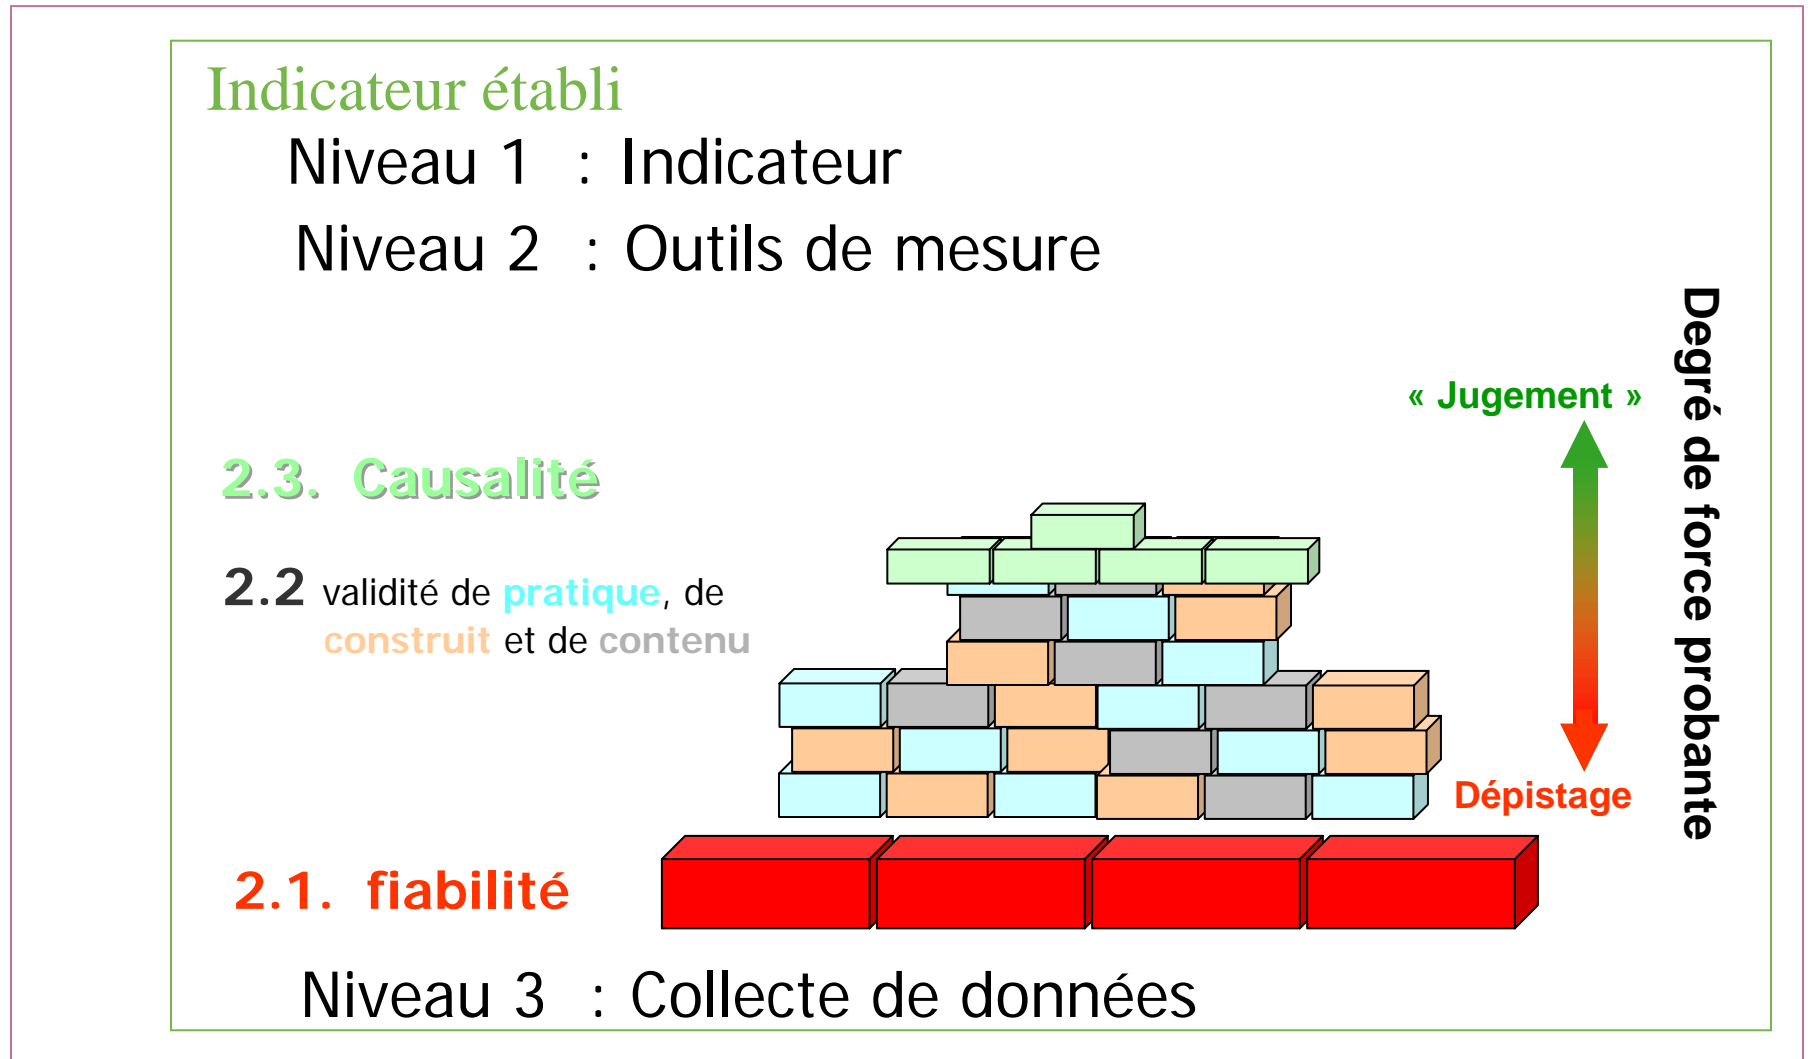 Indicateur établi
Niveau 1 : Indicateur
Niveau 2 : Outils de mesure
Degré de force probante
« Jugement »
2.3. Causalité
2.2 validité de pratique, de
construit et de contenu
Dépistage
2.1. fiabilité
Niveau 3 : Collecte de données